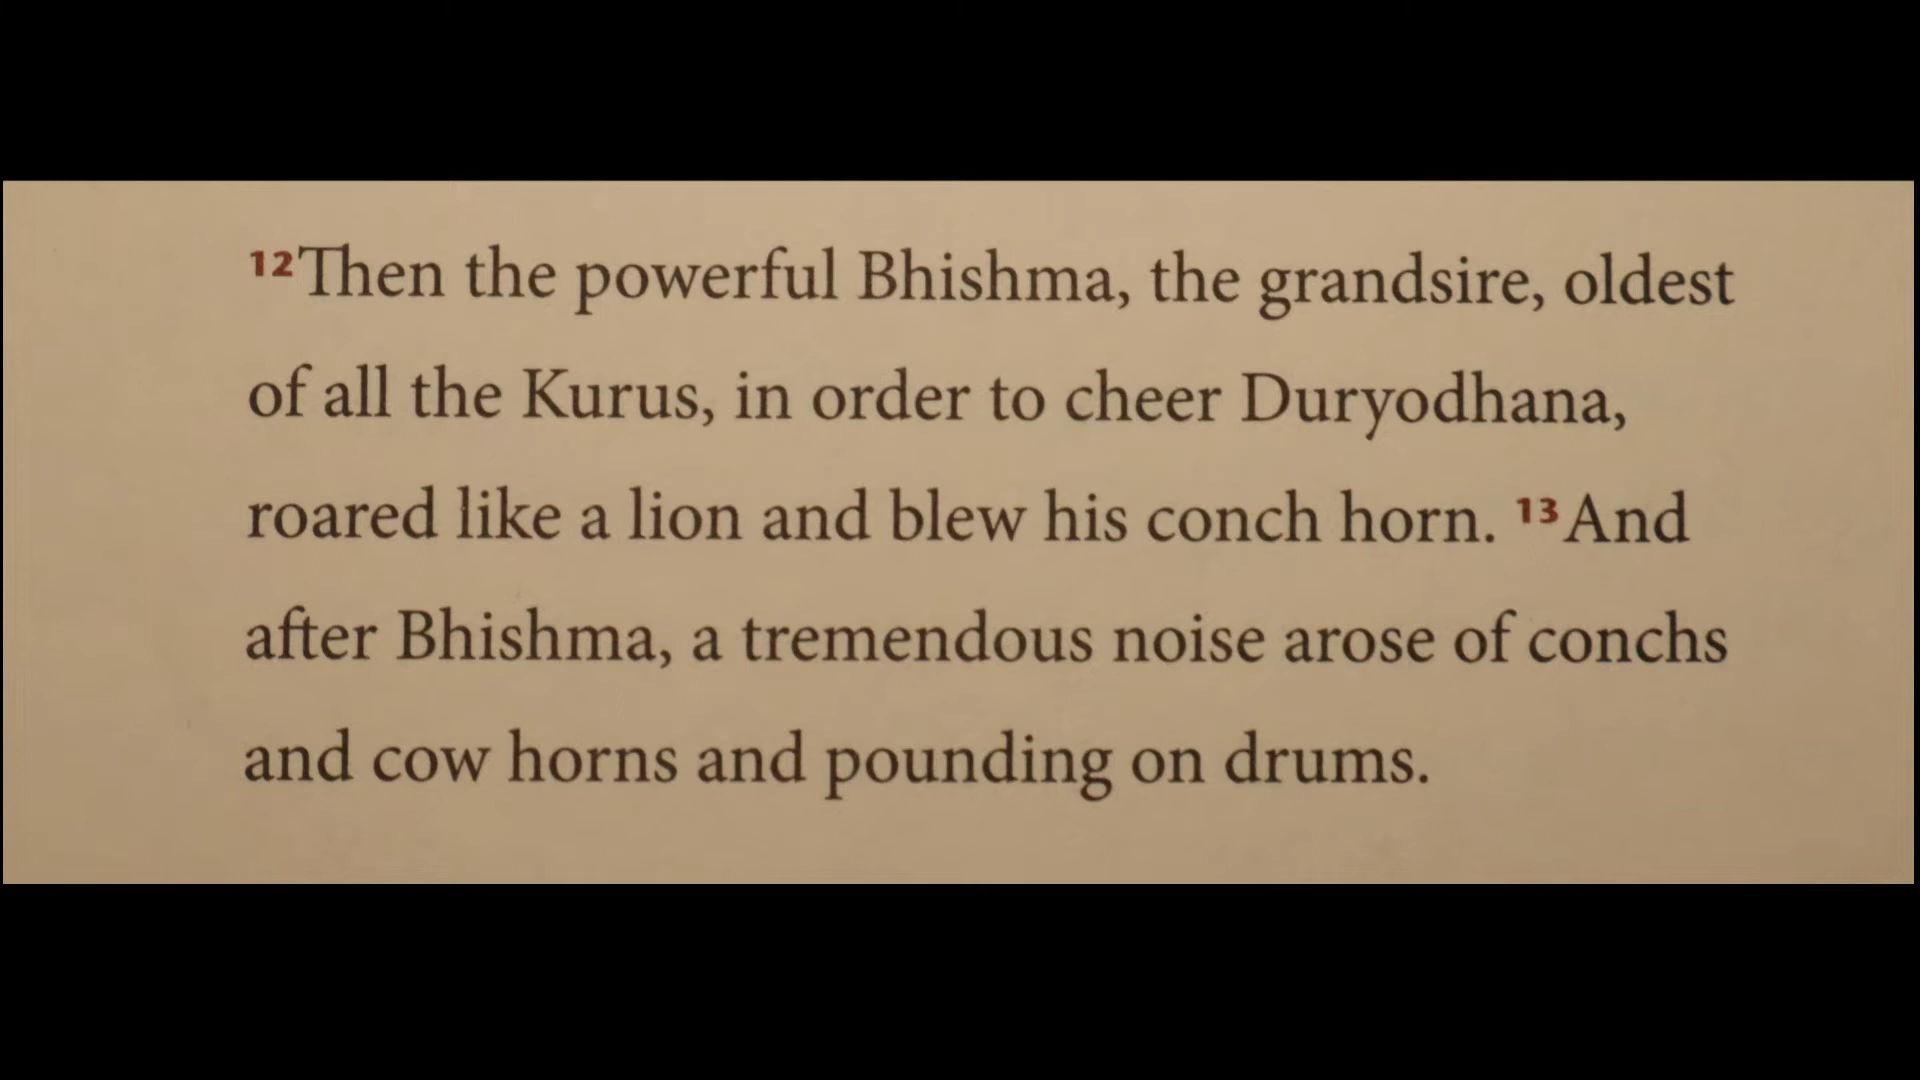 12Then the powerful Bhishma, the grandsire, oldest
of all the Kurus, in order to cheer Duryodhana,
roared like a lion and blew his conch horn. 13And
after Bhishma, a tremendous noise arose of conchs
and cow horns and pounding on drums.